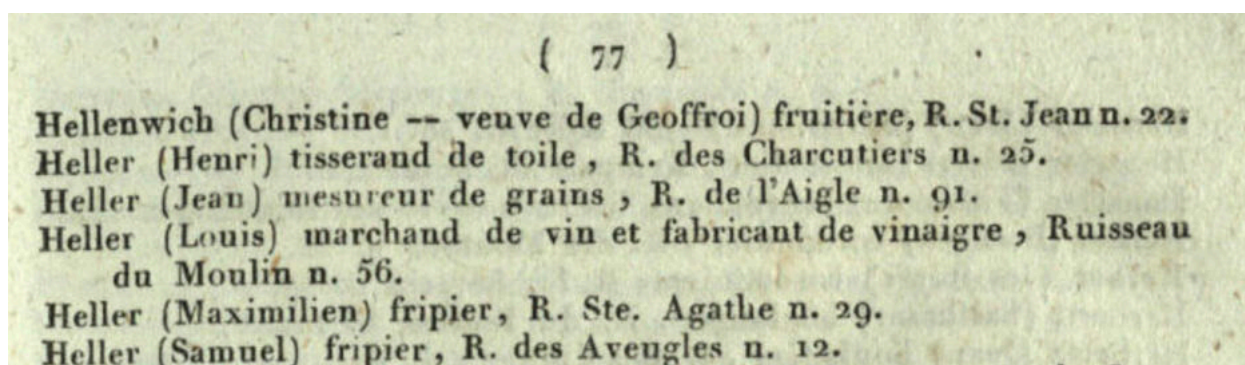 ( 77 )
Hellenwich (Christine -- veuve de Geoffroi) fruitière, R. St. Jean n. 22.
Heller (Henri) tisserand de toile, R. des Charcutiers n. 25.
Heller (Jean) mesureur de grains, R. de l'Aigle n. 91.
Heller (Louis) marchand de vin et fabricant de vinaigre, Ruisseau
du Moulin n. 56.
Heller (Maximilien) fripier, R. Ste. Agathe n. 29.
Heller (Samuel) fripier, R. des Aveugles n. 12.